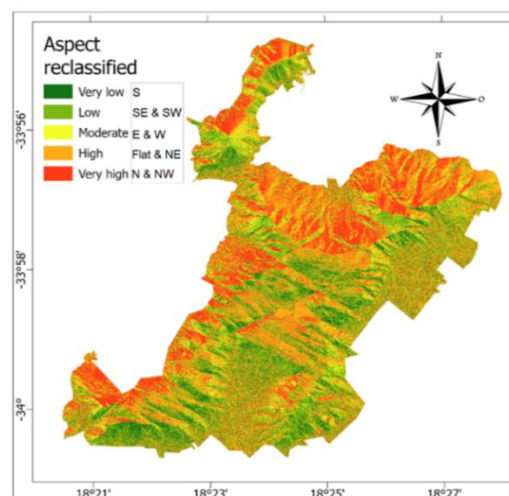 Aspect
reclassified
Very low S
Low SE & SW
Moderate E & W
High Flat & NE
Very high N & NW
N
W O
S
-33°56'
-33°58'
-34°
18°21' 18°23' 18°25' 18°27'